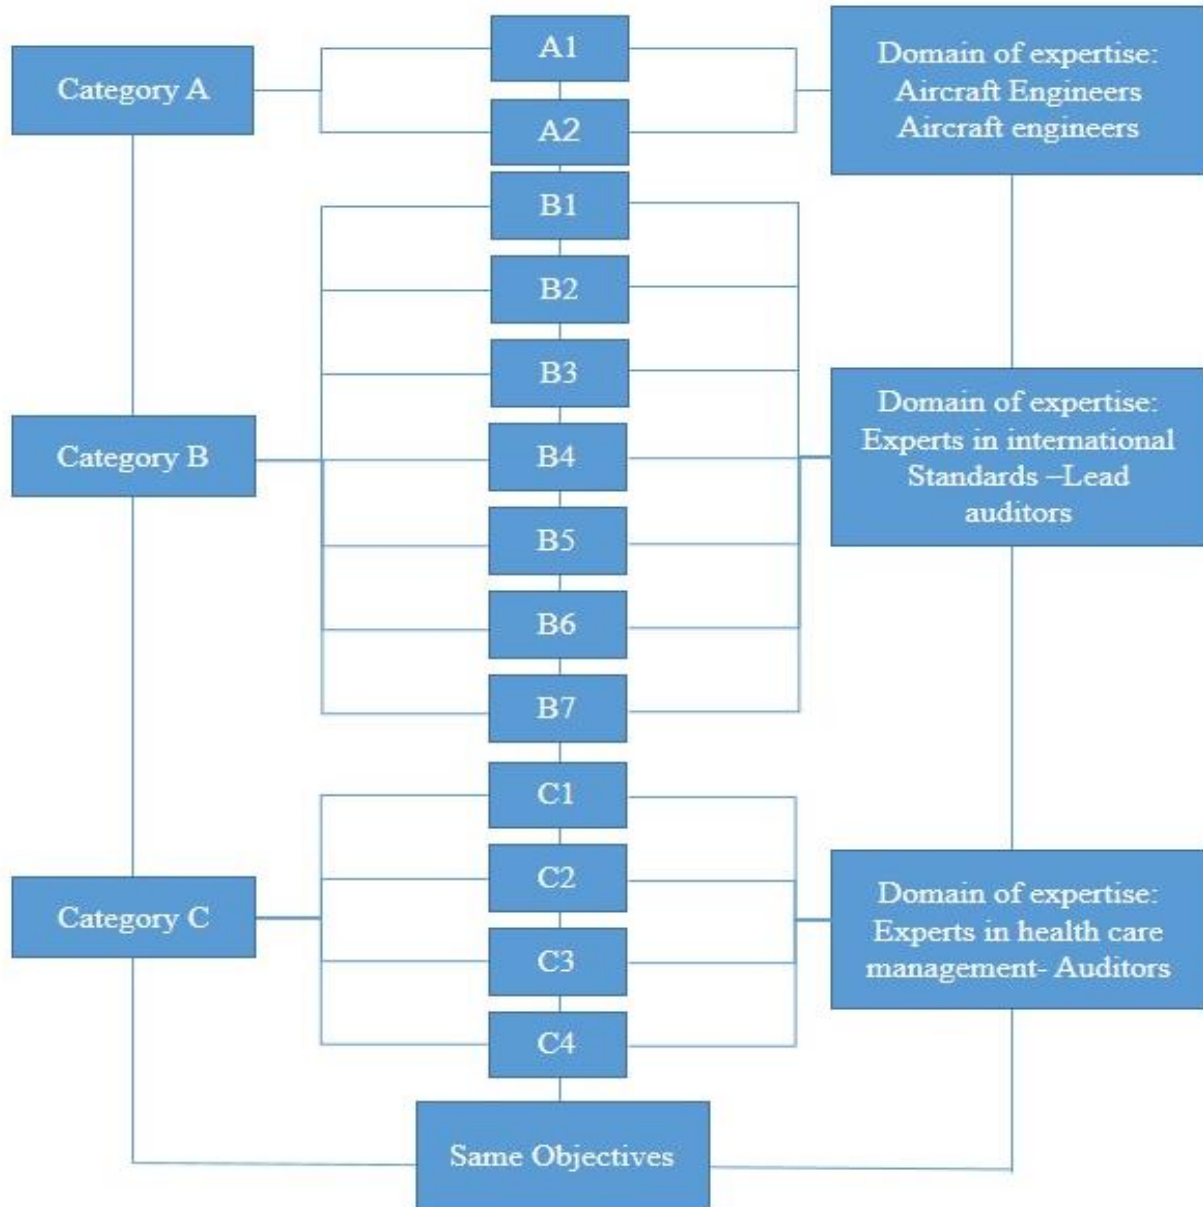 Category A
A1
A2
Domain of expertise:
Aircraft Engineers
Aircraft engineers
Category B
B1
B2
B3
B4
B5
B6
B7
Domain of expertise:
Experts in international
Standards –Lead
auditors
Category C
C1
C2
C3
C4
Domain of expertise:
Experts in health care
management- Auditors
Same Objectives